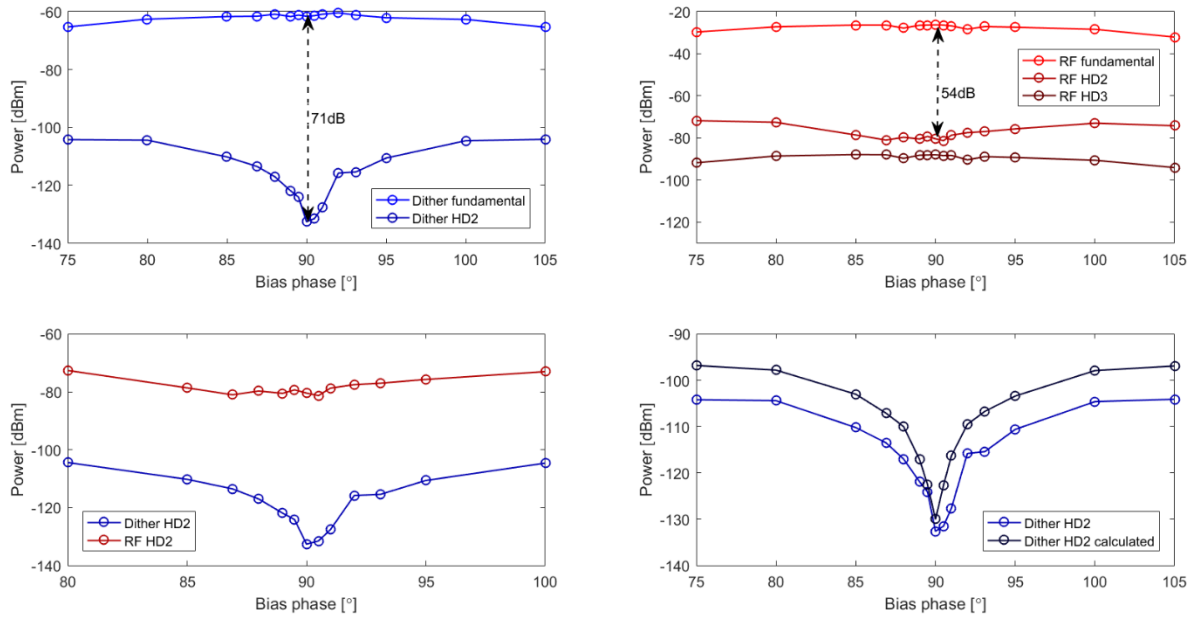 -60
-80
-100
-120
-140
Power [dBm]
71dB
Dither fundamental
Dither HD2
75 80 85 90 95 100 105
Bias phase [°]
-20
-40
-60
-80
-100
-120
Power [dBm]
54dB
RF fundamental
RF HD2
RF HD3
75 80 85 90 95 100 105
Bias phase [°]
-60
-80
-100
-120
-140
Power [dBm]
Dither HD2
RF HD2
80 85 90 95 100
Bias phase [°]
-90
-100
-110
-120
-130
-140
Power [dBm]
Dither HD2
Dither HD2 calculated
75 80 85 90 95 100 105
Bias phase [°]